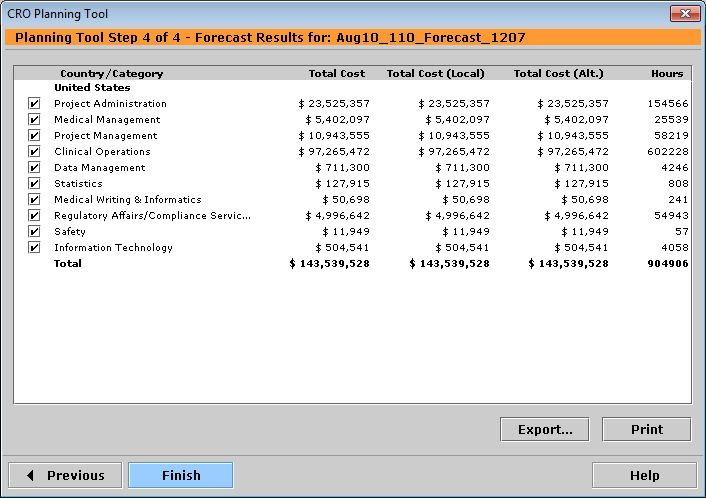 CRO Planning Tool
Planning Tool Step 4 of 4 - Forecast Results for: Aug10_110_Forecast_1207
Country/Category Total Cost Total Cost (Local) Total Cost (Alt.) Hours
United States
Project Administration $ 23,525,357 $ 23,525,357 $ 23,525,357 154566
Medical Management $ 5,402,097 $ 5,402,097 $ 5,402,097 25539
Project Management $ 10,943,555 $ 10,943,555 $ 10,943,555 58219
Clinical Operations $ 97,265,472 $ 97,265,472 $ 97,265,472 602228
Data Management $ 711,300 $ 711,300 $ 711,300 4246
Statistics $ 127,915 $ 127,915 $ 127,915 808
Medical Writing & Informatics $ 50,698 $ 50,698 $ 50,698 241
Regulatory Affairs/Compliance Servic... $ 4,996,642 $ 4,996,642 $ 4,996,642 54943
Safety $ 11,949 $ 11,949 $ 11,949 57
Information Technology $ 504,541 $ 504,541 $ 504,541 4058
Total $ 143,539,528 $ 143,539,528 $ 143,539,528 904906
Export... Print
Previous Finish Help